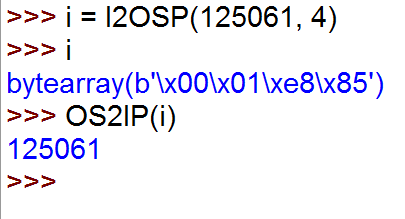 >>> i = I2OSP(125061, 4)
>>> i
bytearray(b'\x00\x01\xe8\x85')
>>> OS2IP(i)
125061
>>>